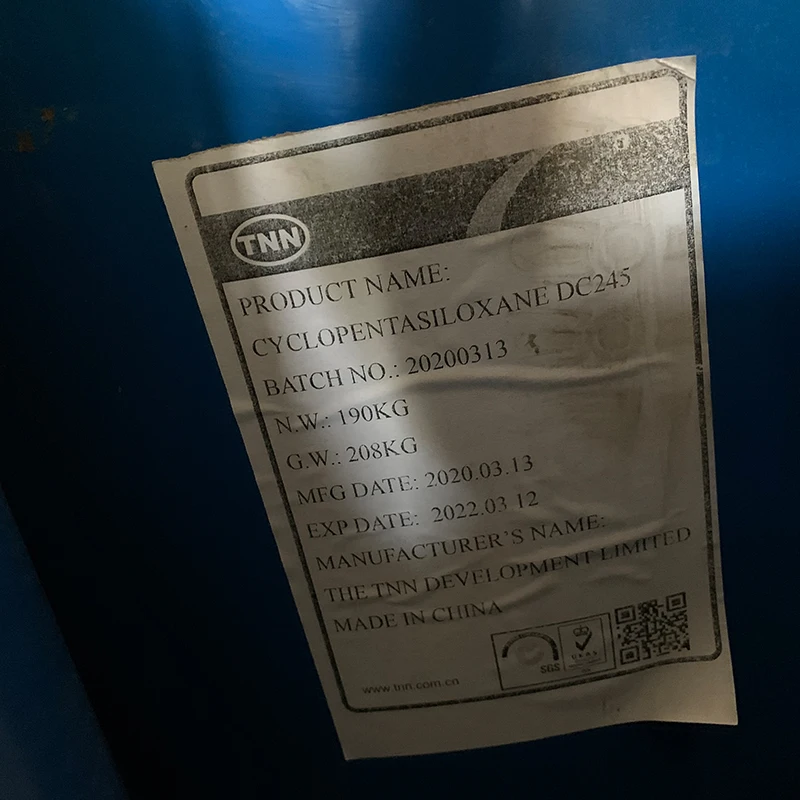 TNN
PRODUCT NAME:
CYCLOPENTASILOXANE DC245
BATCH NO.: 20200313
N.W.: 190KG
G.W.: 208KG
MFG DATE: 2020.03.13
EXP DATE: 2022.03 12
MANUFACTURER'S NAME:
THE TNN DEVELOPMENT LIMITED
MADE IN CHINA
SGS
UKAS
www.tnn.com.cn